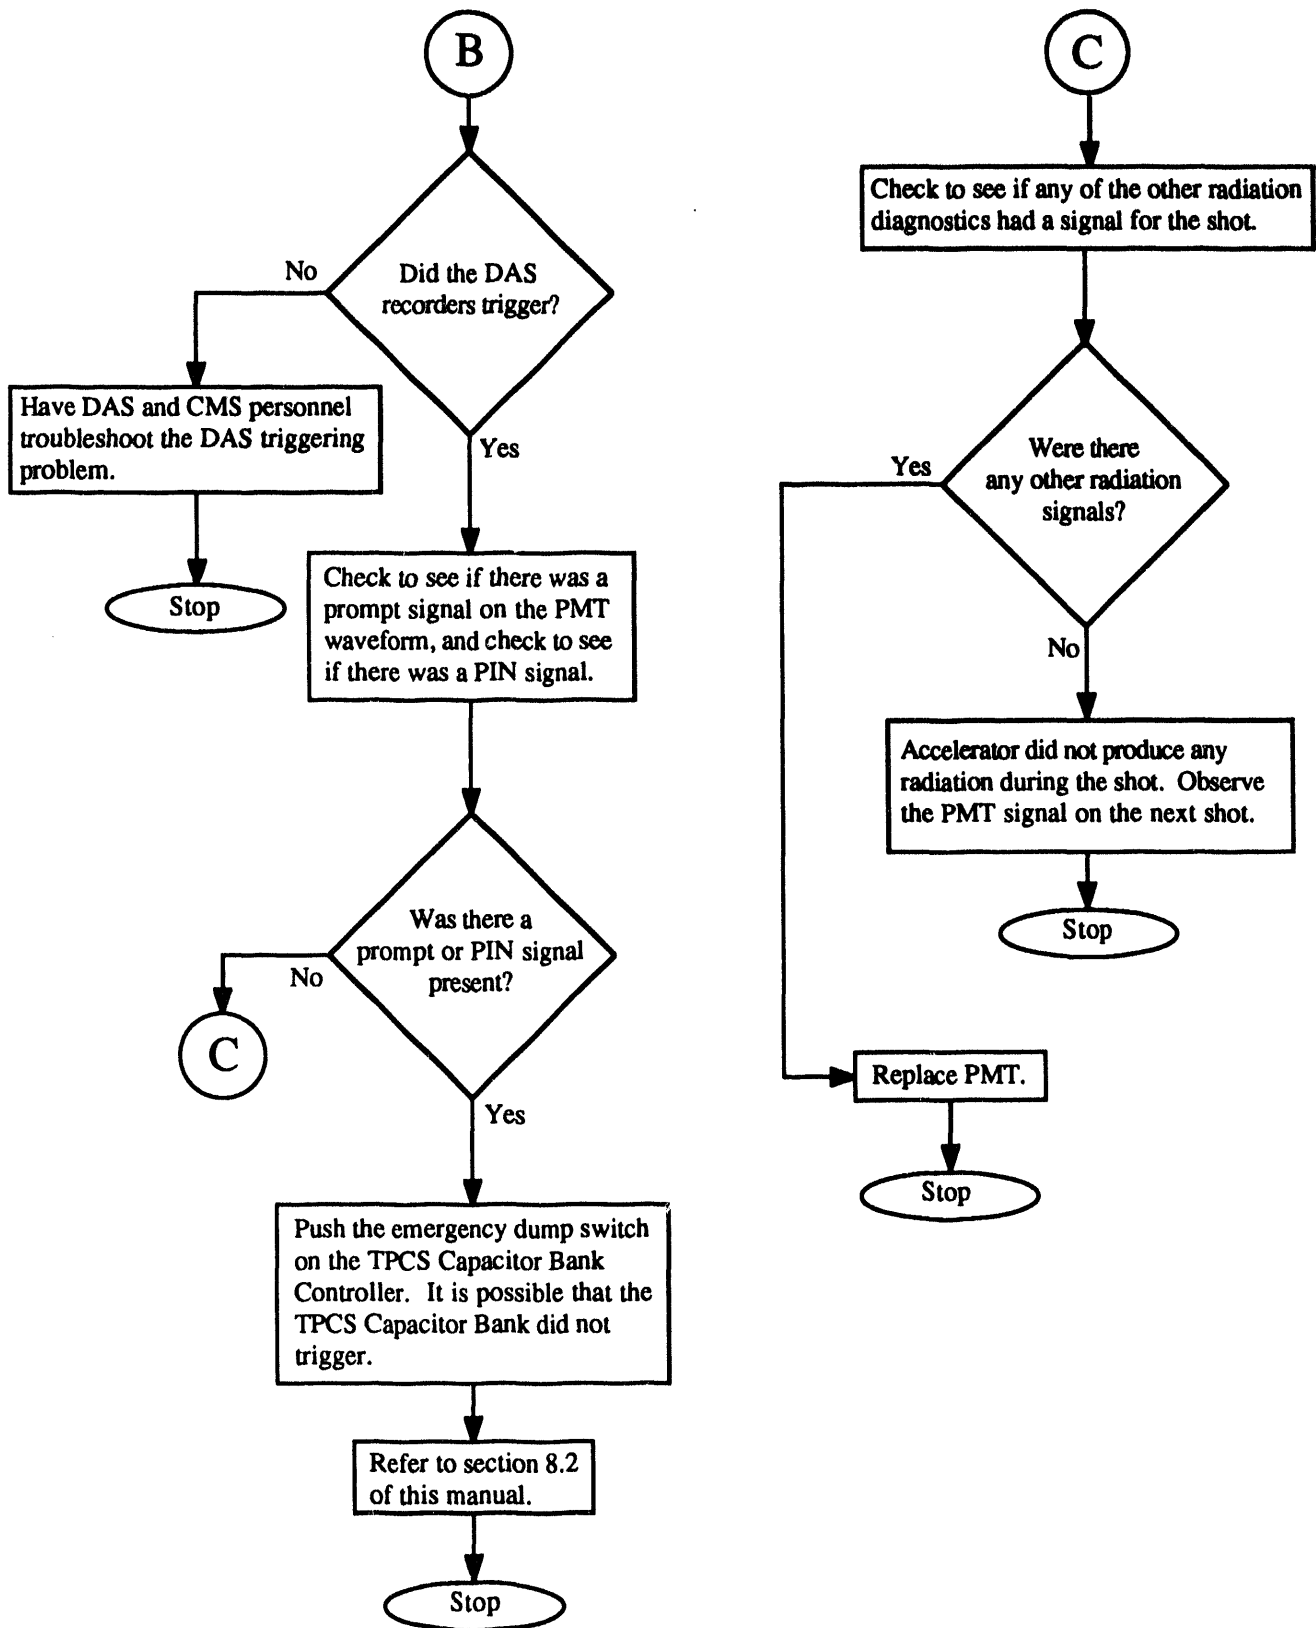 B
Did the DAS
recorders trigger?
No
Have DAS and CMS personnel
troubleshoot the DAS triggering
problem.
Stop
Yes
Check to see if there was a
prompt signal on the PMT
waveform, and check to see
if there was a PIN signal.
Was there a
prompt or PIN signal
present?
No
C
Yes
Push the emergency dump switch
on the TPCS Capacitor Bank
Controller. It is possible that the
TPCS Capacitor Bank did not
trigger.
Refer to section 8.2
of this manual.
Stop
C
Check to see if any of the other radiation
diagnostics had a signal for the shot.
Were there
any other radiation
signals?
Yes
No
Accelerator did not produce any
radiation during the shot. Observe
the PMT signal on the next shot.
Stop
Replace PMT.
Stop